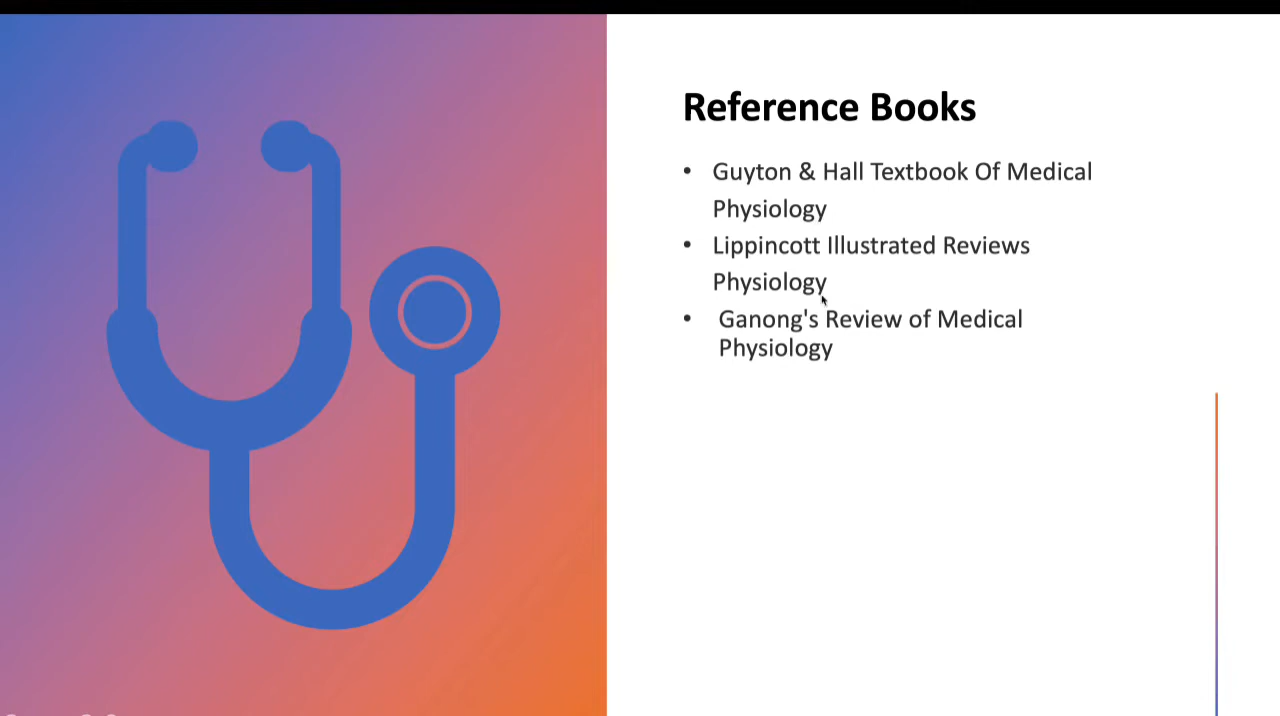 Reference Books
• Guyton & Hall Textbook Of Medical
Physiology
• Lippincott Illustrated Reviews
Physiology
• Ganong's Review of Medical
Physiology